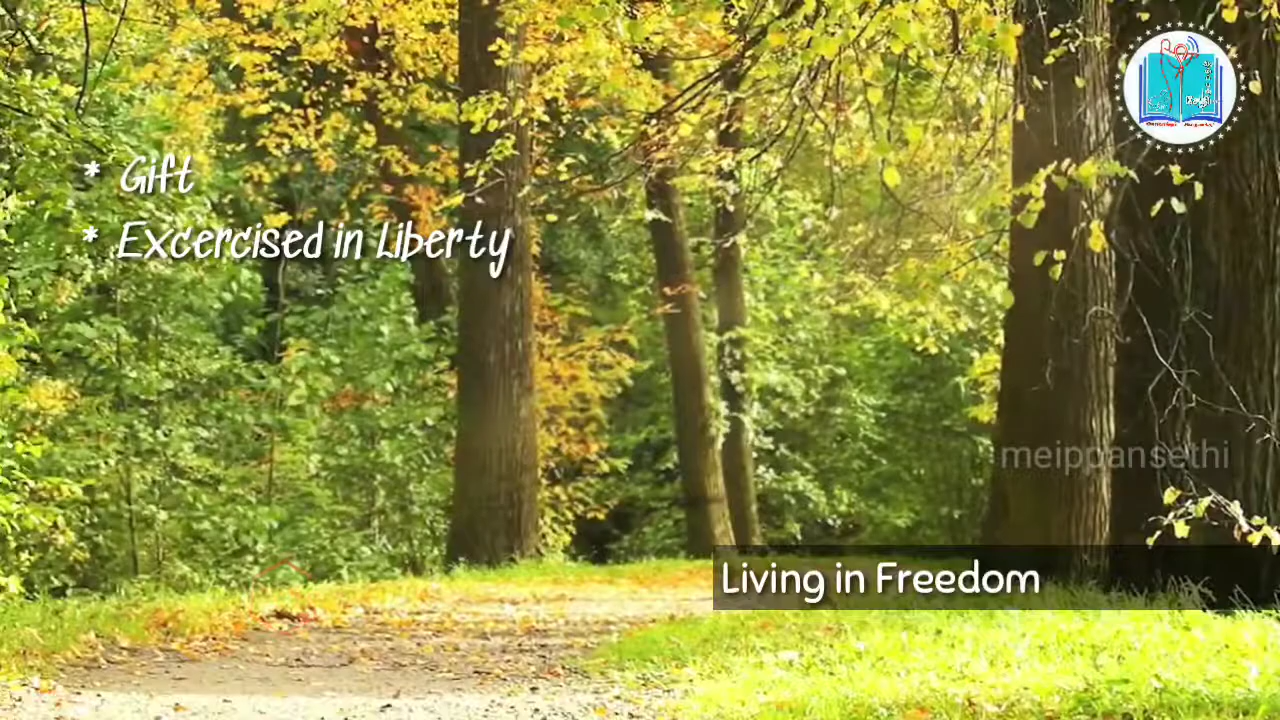 * Gift
* Excercised in Liberty
meippansethi
Living in Freedom